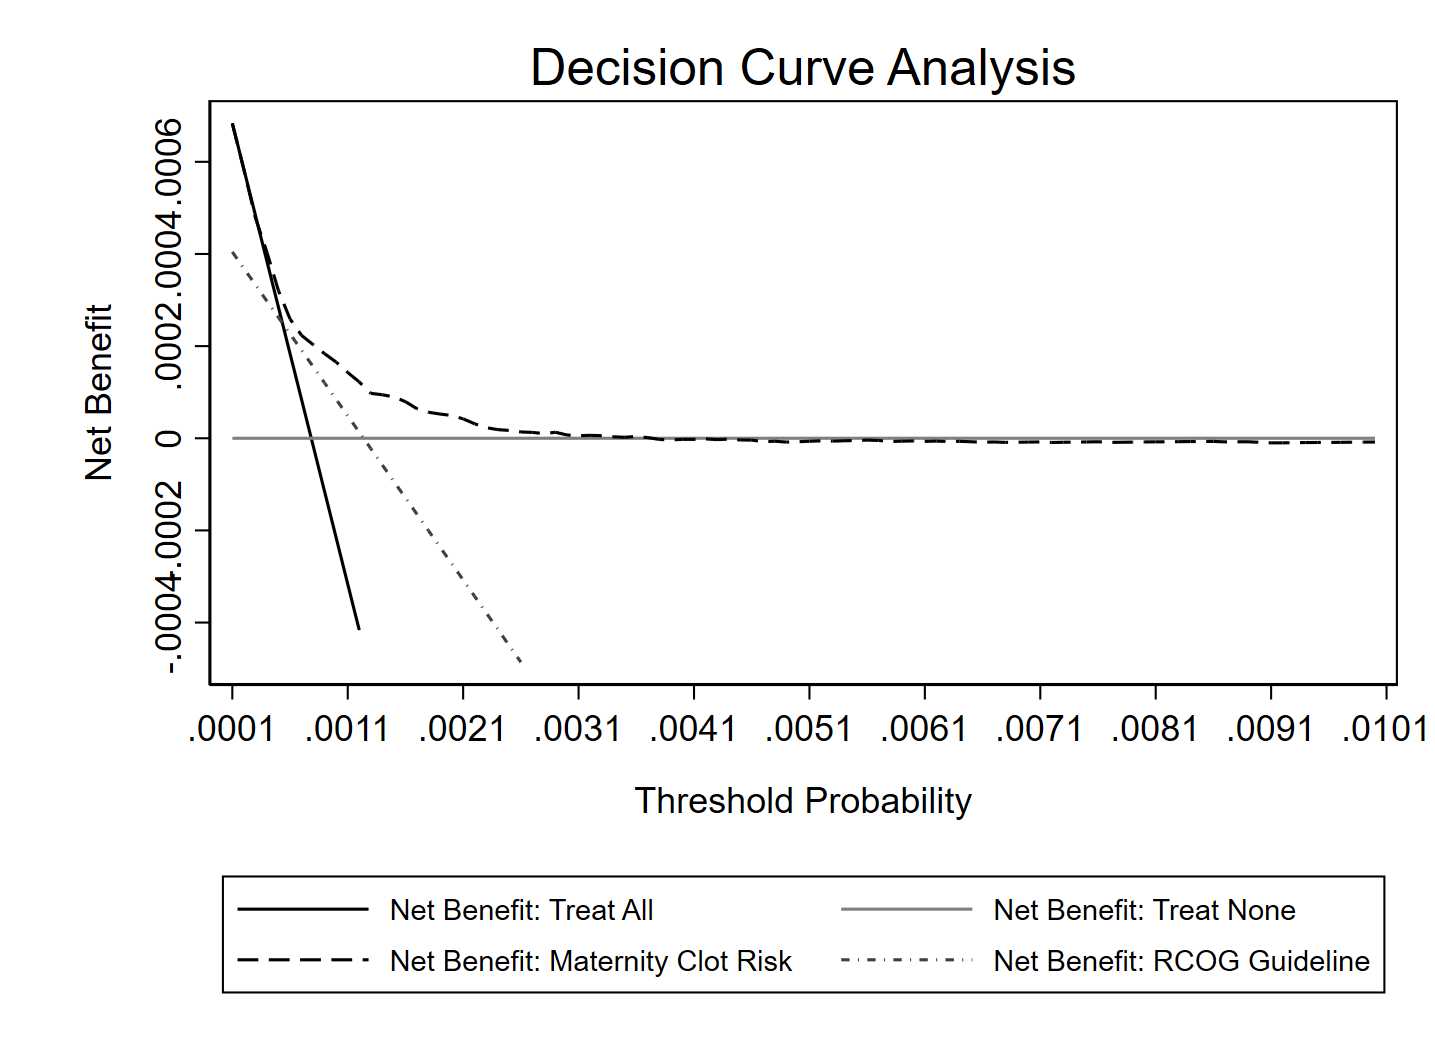 Decision Curve Analysis
Net Benefit
.0006
.0004
.0002
0
-.0002
-.0004
.0001 .0011 .0021 .0031 .0041 .0051 .0061 .0071 .0081 .0091 .0101
Threshold Probability
Net Benefit: Treat All
Net Benefit: Treat None
Net Benefit: Maternity Clot Risk
Net Benefit: RCOG Guideline